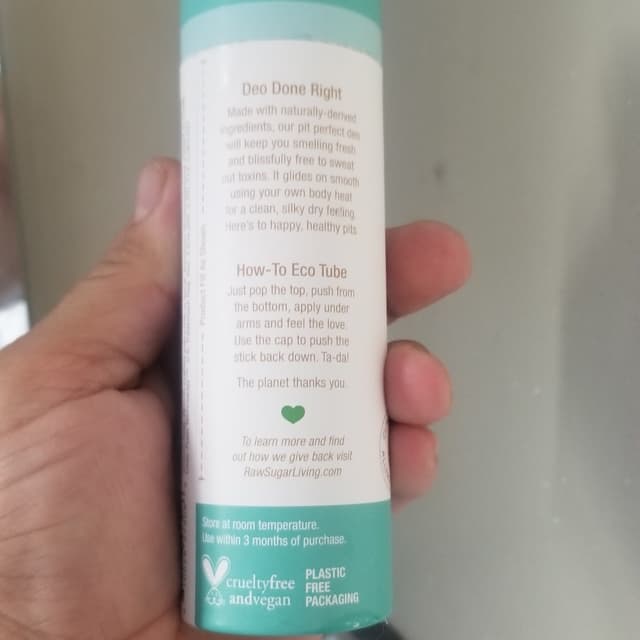 Deo Done Right
Made with naturally-derived
ingredients, our pit perfect deo
will keep you smelling fresh
and blissfully free to sweat
out toxins. It glides on smooth
using your own body heat
for a clean, silky dry feeling.
Here's to happy, healthy pits
How-To Eco Tube
Just pop the top, push from
the bottom, apply under
arms and feel the love.
Use the cap to push the
stick back down. Ta-da!
The planet thanks you.
To learn more and find
out how we give back visit
RawSugarLiving.com
Store at room temperature.
Use within 3 months of purchase.
crueltyfree
andvegan
PLASTIC
FREE
PACKAGING
Product Fill As Shown